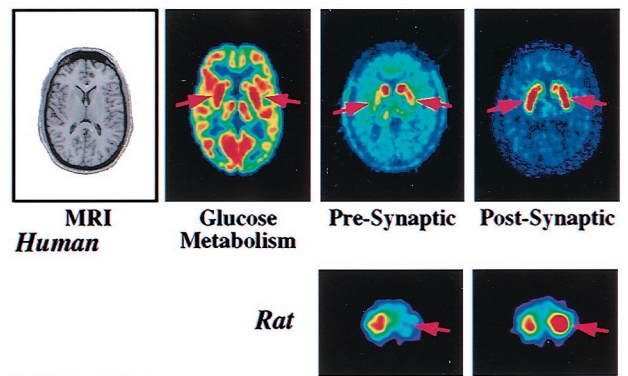 MRI
Glucose
Metabolism
Pre-Synaptic
Post-Synaptic
Human
Rat